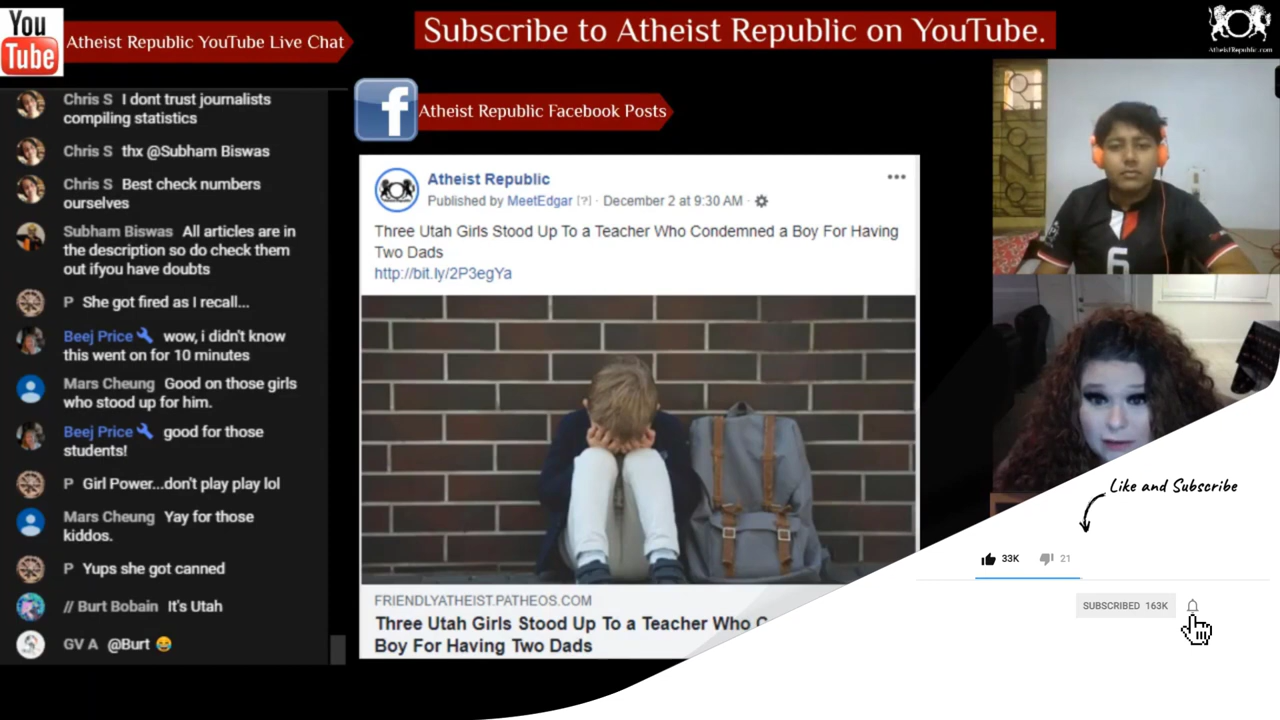 You
Tube
Atheist Republic YouTube Live Chat
Subscribe to Atheist Republic on YouTube.
AtheistRepublic.com
Chris S I dont trust journalists
compiling statistics
Chris S thx @Subham Biswas
Chris S Best check numbers
ourselves
Subham Biswas All articles are in
the description so do check them
out ifyou have doubts
P She got fired as I recall...
Beej Price wow, i didn't know
this went on for 10 minutes
Mars Cheung Good on those girls
who stood up for him.
Beej Price good for those
students!
P Girl Power...don't play play lol
Mars Cheung Yay for those
kiddos.
P Yups she got canned
// Burt Bobain It's Utah
GV A @Burt 😂
f
Atheist Republic Facebook Posts
Atheist Republic
Published by MeetEdgar [?] · December 2 at 9:30 AM ·
Three Utah Girls Stood Up To a Teacher Who Condemned a Boy For Having
Two Dads
http://bit.ly/2P3egYa
FRIENDLYATHEIST.PATHEOS.COM
Three Utah Girls Stood Up To a Teacher Who C
Boy For Having Two Dads
6
Like and Subscribe
33K 21
SUBSCRIBED 163K